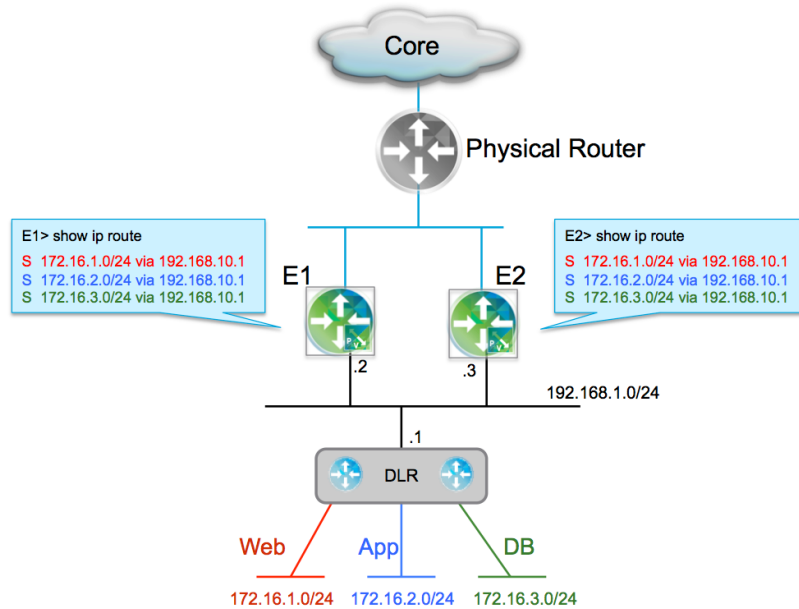 Core
Physical Router
E1> show ip route
S 172.16.1.0/24 via 192.168.10.1
S 172.16.2.0/24 via 192.168.10.1
S 172.16.3.0/24 via 192.168.10.1
E2> show ip route
S 172.16.1.0/24 via 192.168.10.1
S 172.16.2.0/24 via 192.168.10.1
S 172.16.3.0/24 via 192.168.10.1
E1
E2
P V
P V
.2
.3
192.168.1.0/24
.1
DLR
Web
App
DB
172.16.1.0/24
172.16.2.0/24
172.16.3.0/24